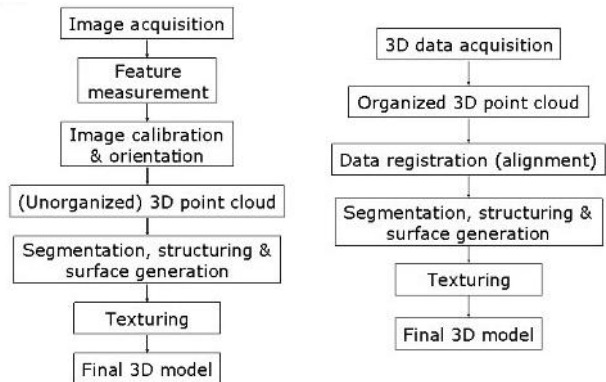 Image acquisition
Feature
measurement
Image calibration
& orientation
(Unorganized) 3D point cloud
Segmentation, structuring &
surface generation
Texturing
Final 3D model
3D data acquisition
Organized 3D point cloud
Data registration (alignment)
Segmentation, structuring &
surface generation
Texturing
Final 3D model